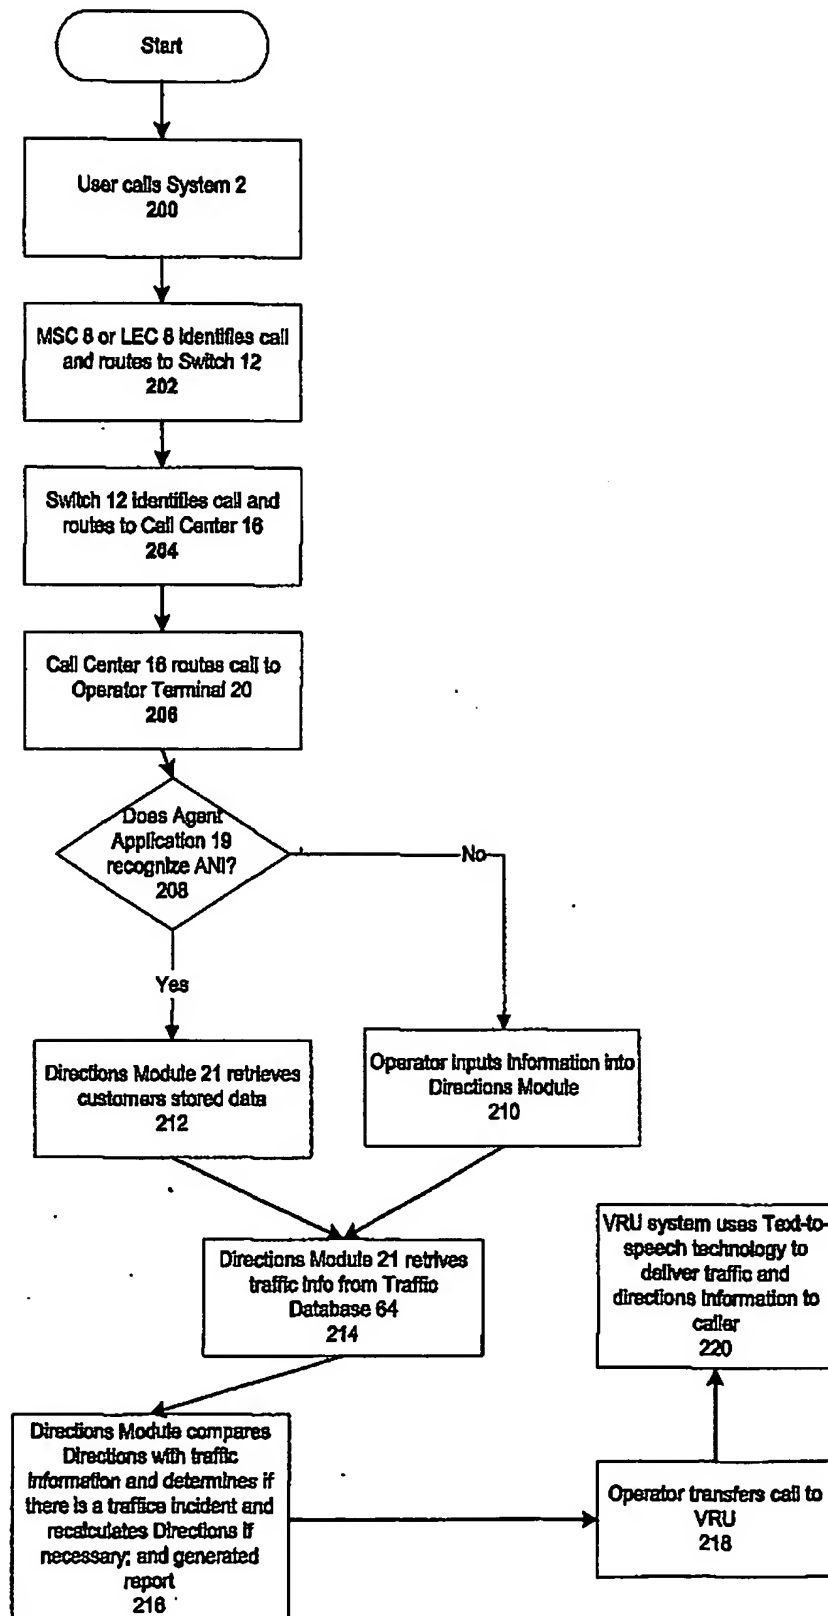 Start
User calls System 2
200
MSC 8 or LEC 8 identifies call
and routes to Switch 12
202
Switch 12 identifies call and
routes to Call Center 16
204
Call Center 16 routes call to
Operator Terminal 20
206
Does Agent
Application 19
recognize ANI?
208
No
Yes
Directions Module 21 retrieves
customers stored data
212
Operator Inputs Information into
Directions Module
210
Directions Module 21 retrives
traffic Info from Traffic
Database 64
214
VRU system uses Text-to-
speech technology to
deliver traffic and
directions Information to
caller
220
Directions Module compares
Directions with traffic
Information and determines if
there is a traffice incident and
recalculates Directions if
necessary; and generated
report
216
Operator transfers call to
VRU
218